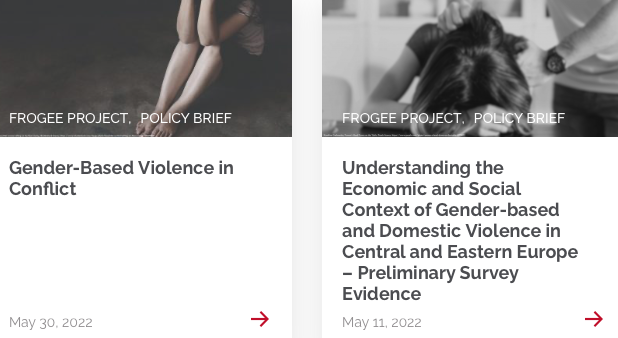 FROGEE PROJECT, POLICY BRIEF
Gender-Based Violence in
Conflict
May 30, 2022
FROGEE PROJECT, POLICY BRIEF
Understanding the
Economic and Social
Context of Gender-based
and Domestic Violence in
Central and Eastern Europe
– Preliminary Survey
Evidence
May 11, 2022